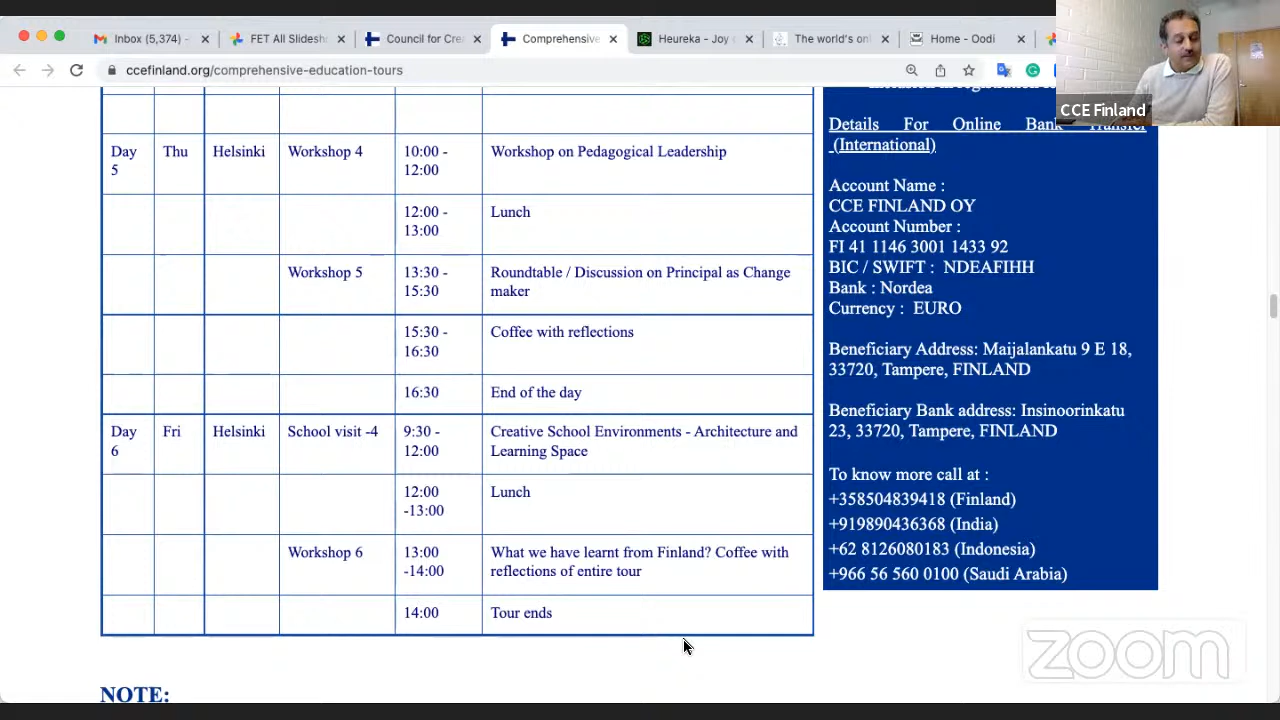 Inbox (5,374) -
FET All Slidesh
Council for Cre
Comprehensive
Heureka - Joy
The world's onl
Home - Oodi
ccefinland.org/comprehensive-education-tours
CCE Finland
Day 5 Thu Helsinki Workshop 4 10:00 - 12:00 Workshop on Pedagogical Leadership
12:00 - 13:00 Lunch
Workshop 5 13:30 - 15:30 Roundtable / Discussion on Principal as Change maker
15:30 - 16:30 Coffee with reflections
16:30 End of the day
Day 6 Fri Helsinki School visit -4 9:30 - 12:00 Creative School Environments - Architecture and Learning Space
12:00 -13:00 Lunch
Workshop 6 13:00 -14:00 What we have learnt from Finland? Coffee with reflections of entire tour
14:00 Tour ends
NOTE:
Details For Online Bank Transfer
(International)
Account Name :
CCE FINLAND OY
Account Number :
FI 41 1146 3001 1433 92
BIC / SWIFT : NDEAFIHH
Bank : Nordea
Currency : EURO
Beneficiary Address: Maijalankatu 9 E 18,
33720, Tampere, FINLAND
Beneficiary Bank address: Insinoorinkatu
23, 33720, Tampere, FINLAND
To know more call at :
+358504839418 (Finland)
+919890436368 (India)
+62 8126080183 (Indonesia)
+966 56 560 0100 (Saudi Arabia)
zoom